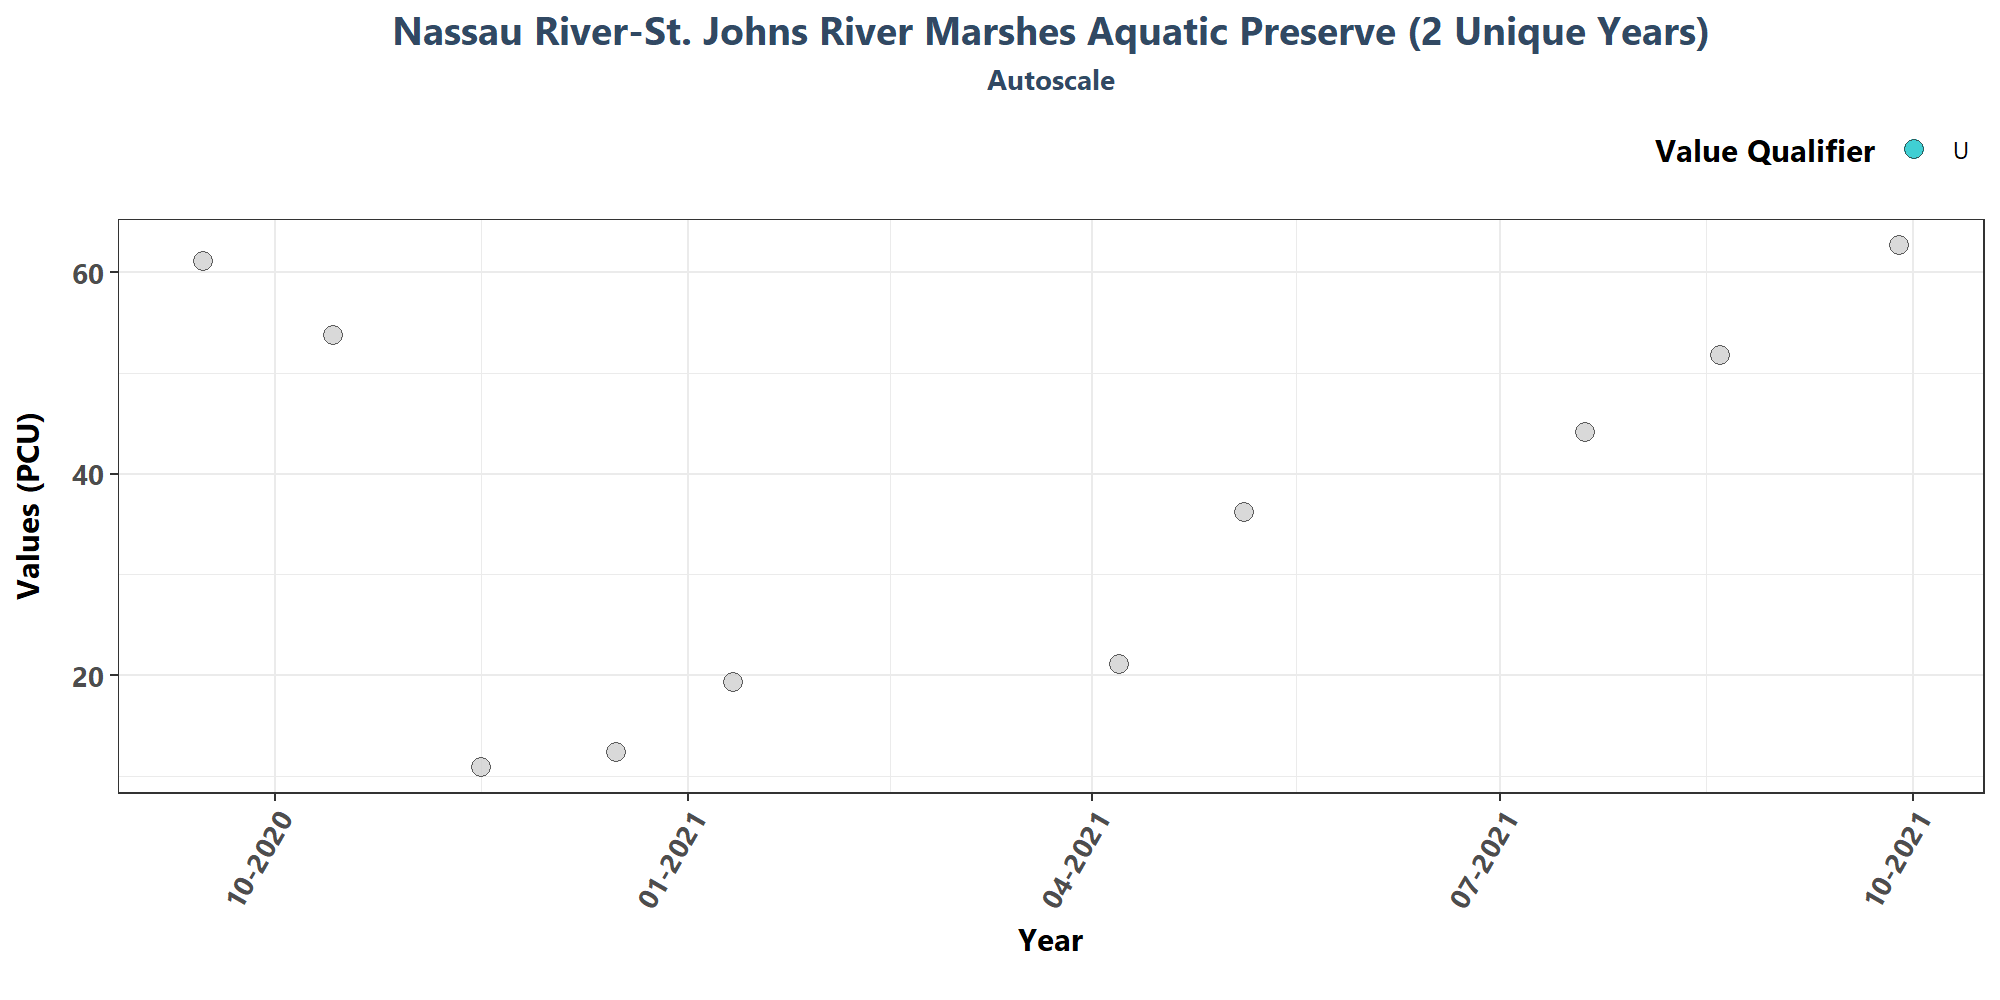 Nassau River-St. Johns River Marshes Aquatic Preserve (2 Unique Years)
Autoscale
Value Qualifier U
Values (PCU)
60
40
20
10-2020
01-2021
04-2021
07-2021
10-2021
Year